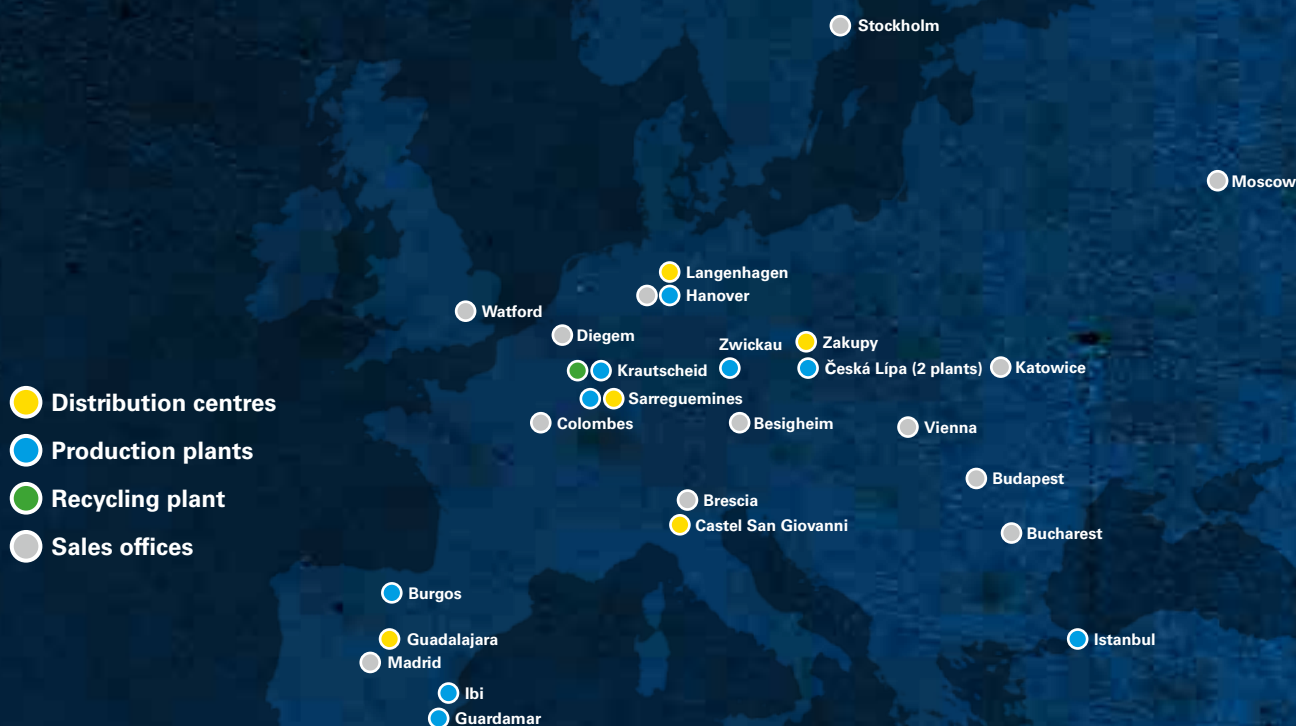 Stockholm
Moscow
Langenhagen
Hanover
Watford
Diegem
Zwickau
Zakupy
Krautscheid
Česká Lípa (2 plants)
Katowice
Sarreguemines
Colombes
Besigheim
Vienna
Distribution centres
Production plants
Recycling plant
Sales offices
Budapest
Brescia
Castel San Giovanni
Bucharest
Burgos
Guadalajara
Madrid
Istanbul
Ibi
Guardamar